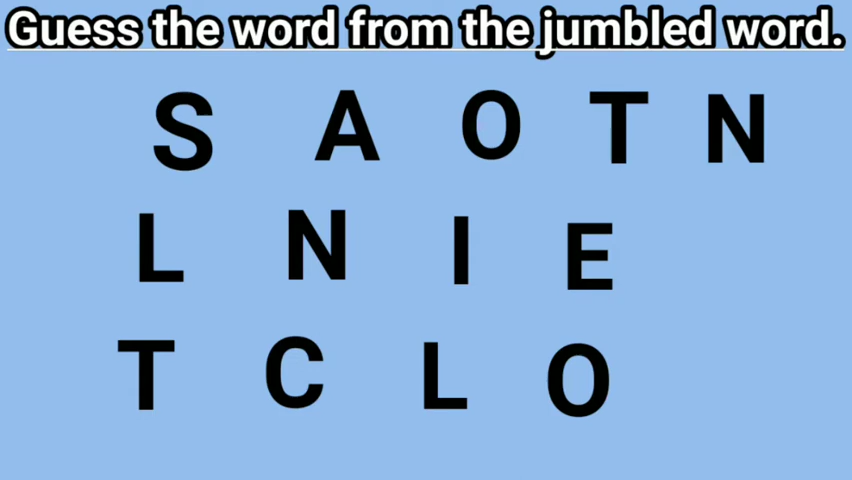 Guess the word from the jumbled word.
S A O T N
L N I E
T C L O